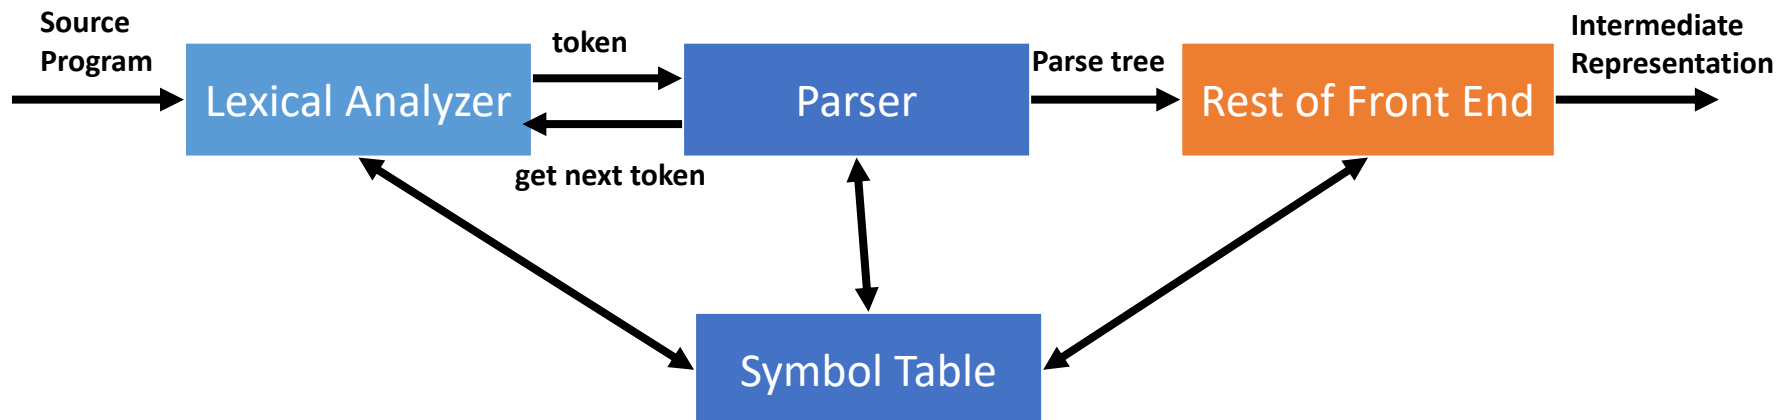 Source
Program
Lexical Analyzer
token
get next token
Parser
Parse tree
Rest of Front End
Intermediate
Representation
Symbol Table